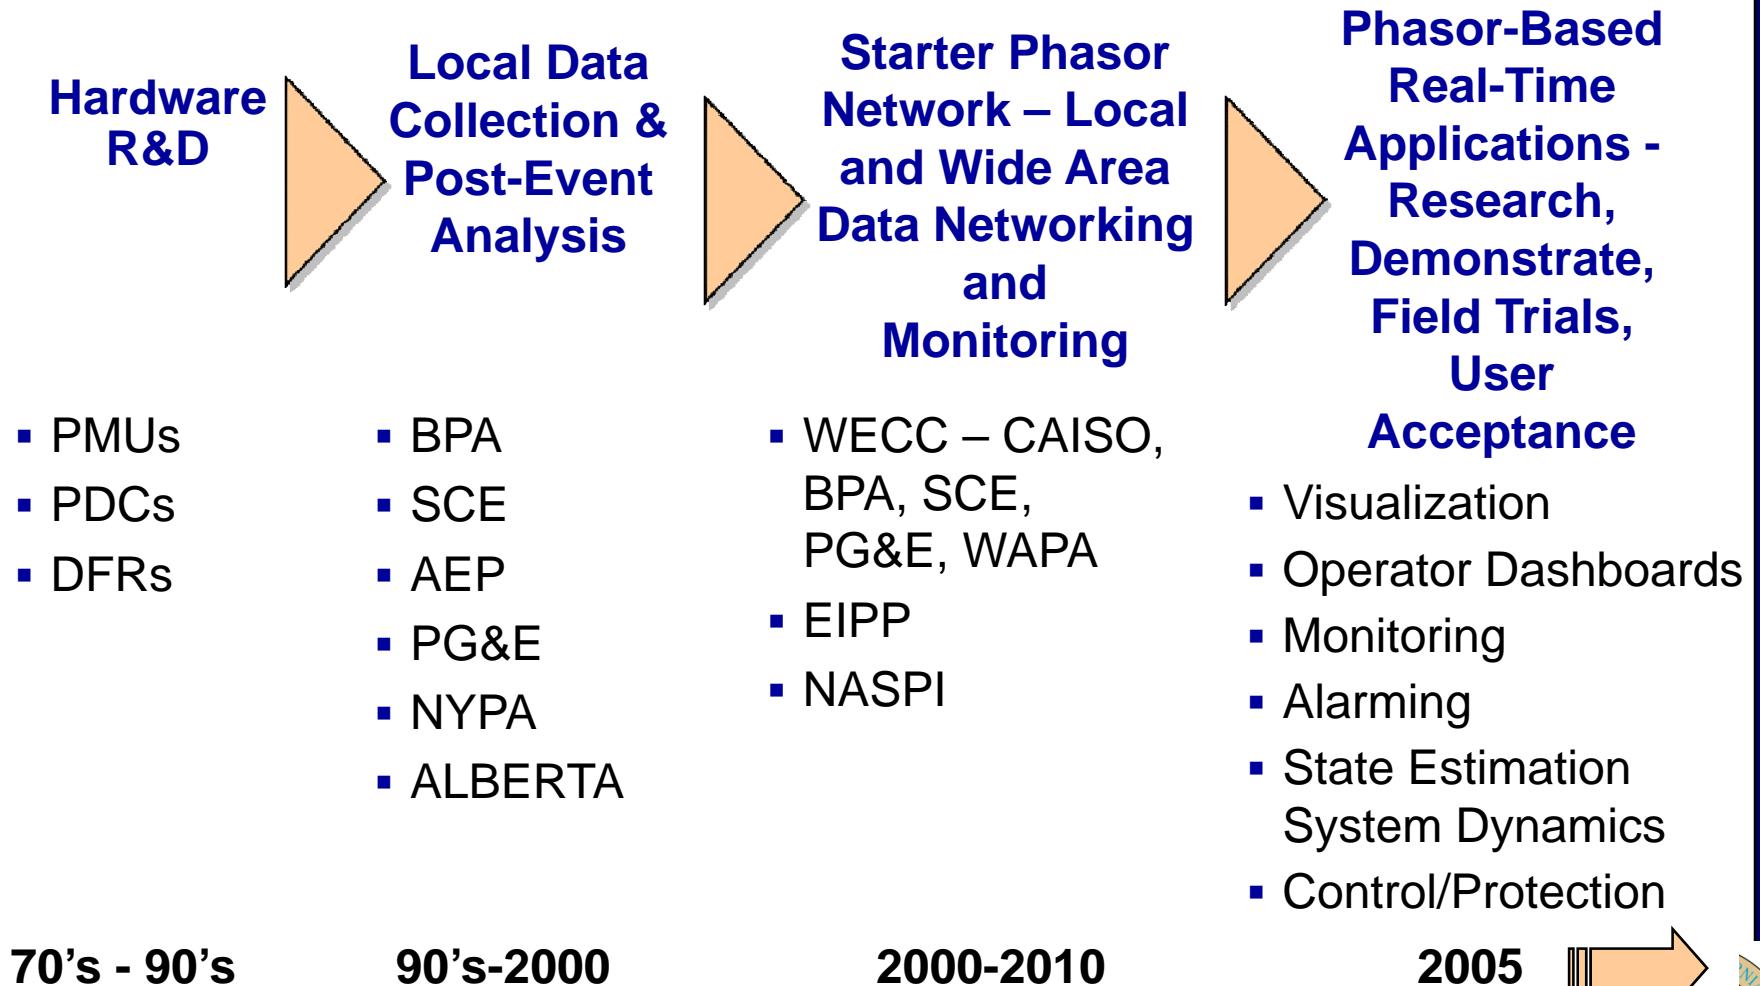 Hardware
R&D
Local Data
Collection &
Post-Event
Analysis
Starter Phasor
Network – Local
and Wide Area
Data Networking
and
Monitoring
Phasor-Based
Real-Time
Applications -
Research,
Demonstrate,
Field Trials,
User
Acceptance
▪ PMUs
▪ PDCs
▪ DFRs
▪ BPA
▪ SCE
▪ AEP
▪ PG&E
▪ NYPA
▪ ALBERTA
▪ WECC – CAISO,
BPA, SCE,
PG&E, WAPA
▪ EIPP
▪ NASPI
▪ Visualization
▪ Operator Dashboards
▪ Monitoring
▪ Alarming
▪ State Estimation
System Dynamics
▪ Control/Protection
70’s - 90’s
90’s-2000
2000-2010
2005